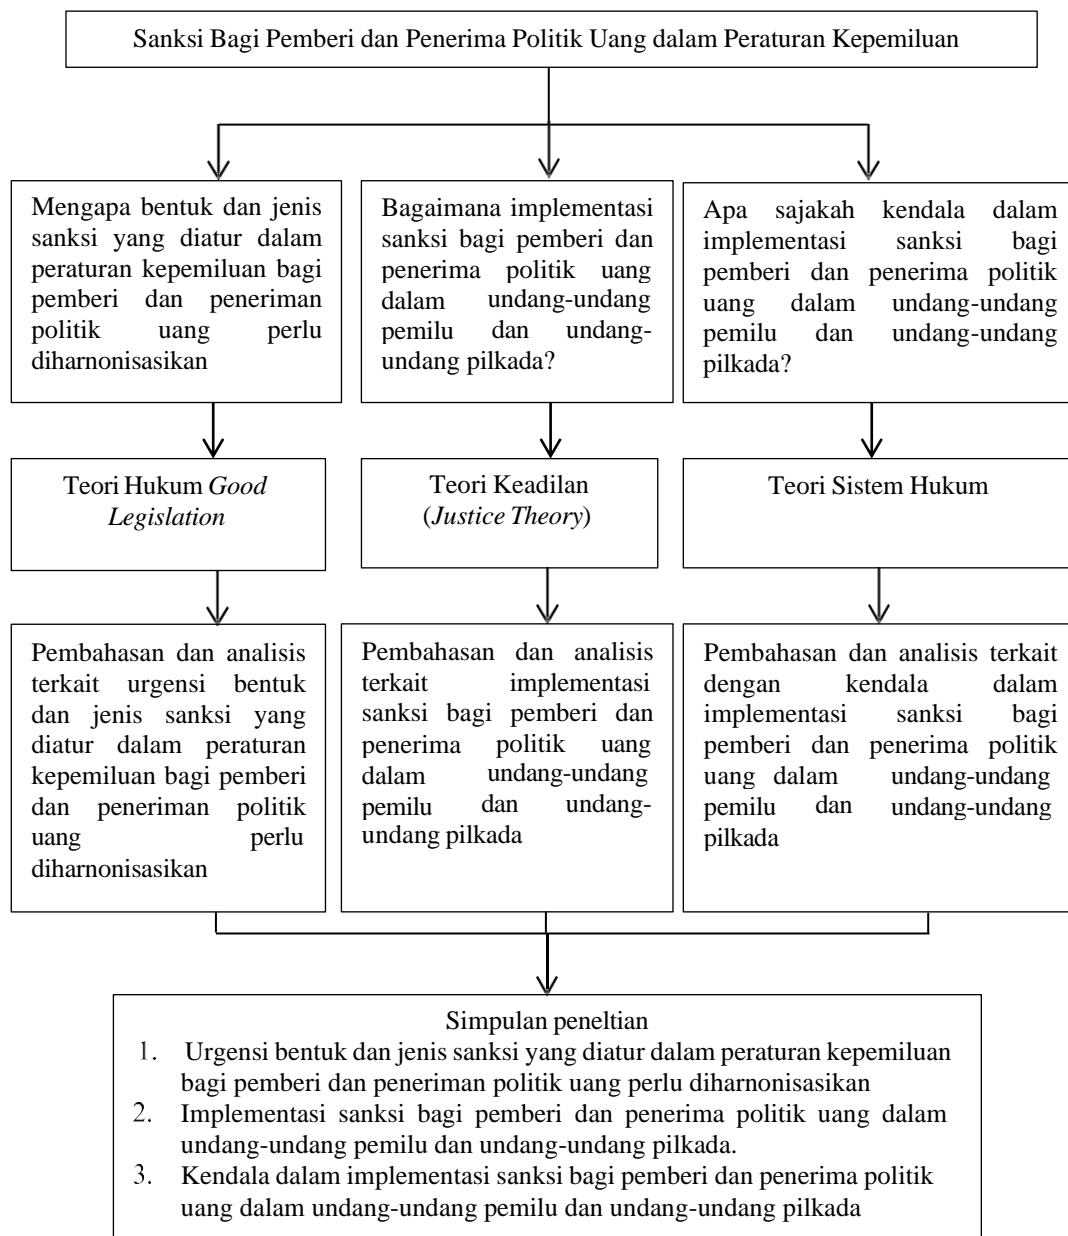 Sanksi Bagi Pemberi dan Penerima Politik Uang dalam Peraturan Kepemiluan
Mengapa bentuk dan jenis
sanksi yang diatur dalam
peraturan kepemiluan bagi
pemberi dan peneriman
politik uang perlu
diharnonisasikan
Bagaimana implementasi
sanksi bagi pemberi dan
penerima politik uang
dalam undang-undang
pemilu dan undang-
undang pilkada?
Apa sajakah kendala dalam
implementasi sanksi bagi
pemberi dan penerima politik
uang dalam undang-undang
pemilu dan undang-undang
pilkada?
Teori Hukum Good
Legislation
Teori Keadilan
(Justice Theory)
Teori Sistem Hukum
Pembahasan dan analisis
terkait urgensi bentuk
dan jenis sanksi yang
diatur dalam peraturan
kepemiluan bagi pemberi
dan peneriman politik
uang perlu
diharnonisasikan
Pembahasan dan analisis
terkait implementasi
sanksi bagi pemberi dan
penerima politik uang
dalam undang-undang
pemilu dan undang-
undang pilkada
Pembahasan dan analisis terkait
dengan kendala dalam
implementasi sanksi bagi
pemberi dan penerima politik
uang dalam undang-undang
pemilu dan undang-undang
pilkada
Simpulan peneltian
1. Urgensi bentuk dan jenis sanksi yang diatur dalam peraturan kepemiluan
bagi pemberi dan peneriman politik uang perlu diharnonisasikan
2. Implementasi sanksi bagi pemberi dan penerima politik uang dalam
undang-undang pemilu dan undang-undang pilkada.
3. Kendala dalam implementasi sanksi bagi pemberi dan penerima politik
uang dalam undang-undang pemilu dan undang-undang pilkada